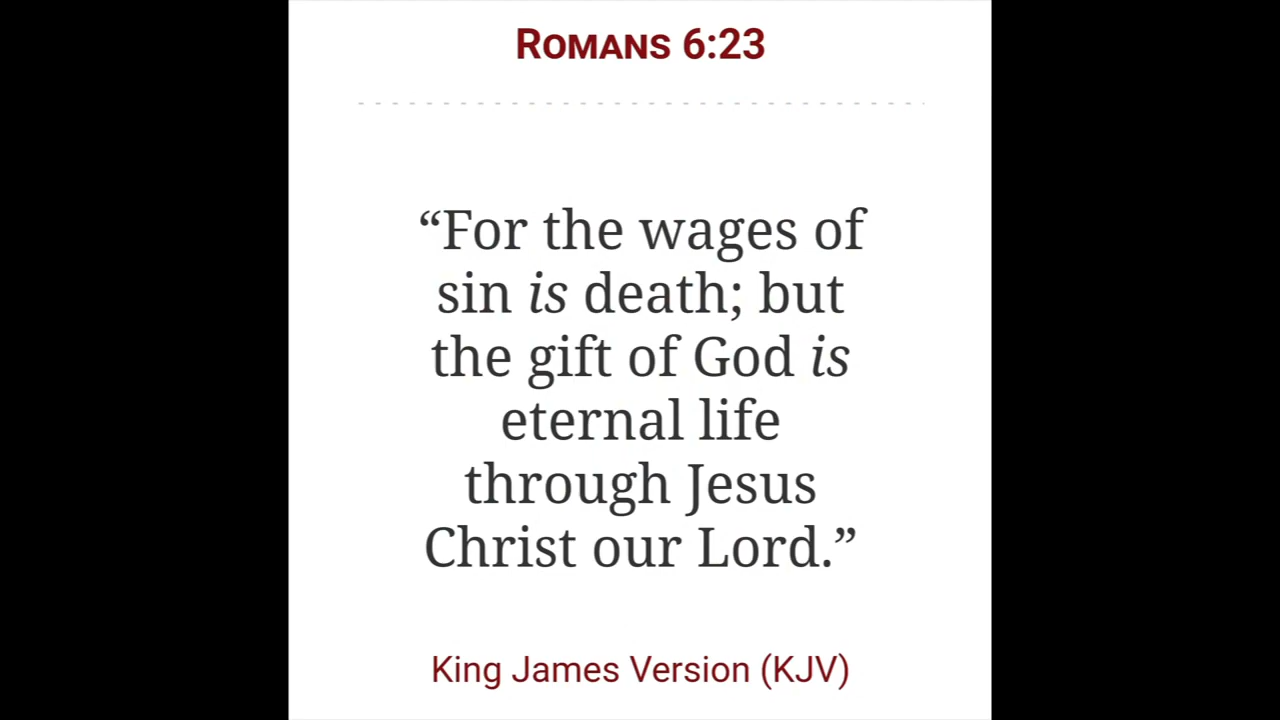 ROMANS 6:23
“For the wages of
sin is death; but
the gift of God is
eternal life
through Jesus
Christ our Lord.”
King James Version (KJV)